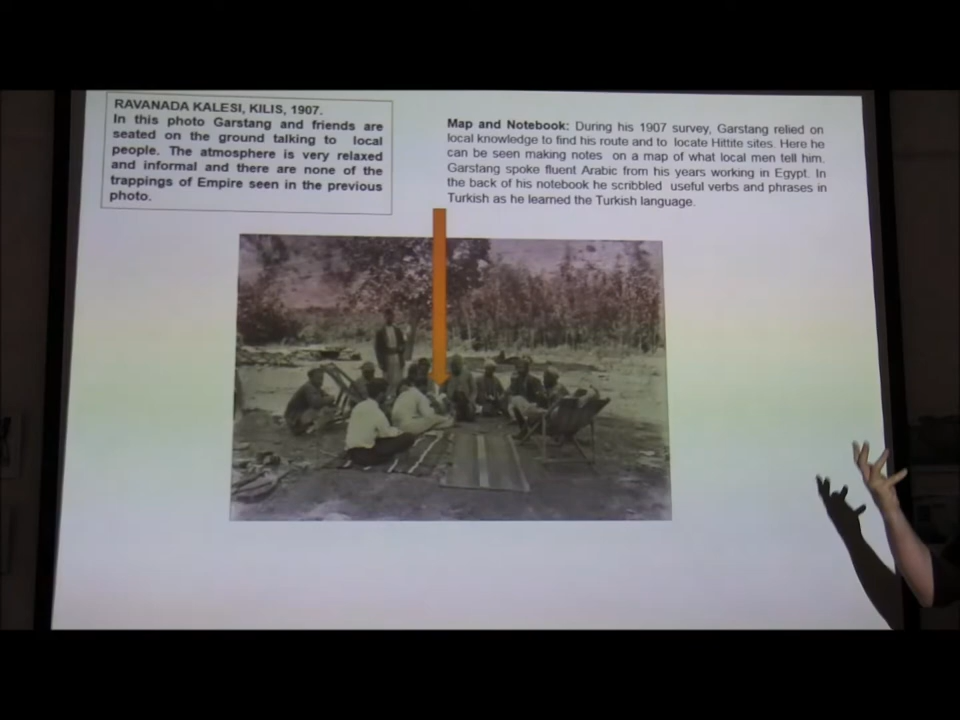 RAVANADA KALESI, KILIS, 1907.
In this photo Garstang and friends are
seated on the ground talking to local
people. The atmosphere is very relaxed
and informal and there are none of the
trappings of Empire seen in the previous
photo.
Map and Notebook: During his 1907 survey, Garstang relied on
local knowledge to find his route and to locate Hittite sites. Here he
can be seen making notes on a map of what local men tell him.
Garstang spoke fluent Arabic from his years working in Egypt. In
the back of his notebook he scribbled useful verbs and phrases in
Turkish as he learned the Turkish language.